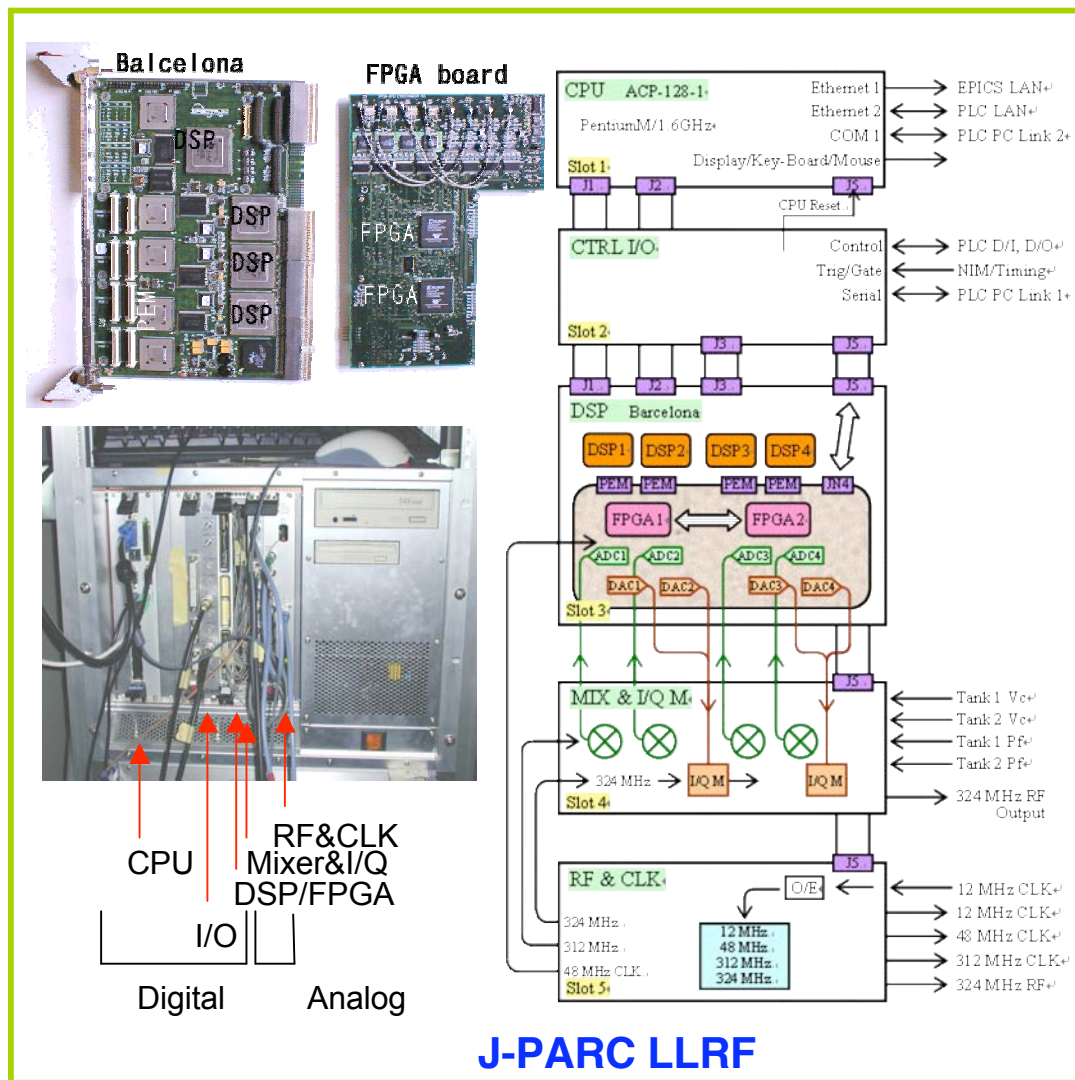 Balcelona
DSP
DSP
DSP
DSP
PEM
FPGA board
FPGA
FPGA
CPU
RF&CLK
Mixer&I/Q
DSP/FPGA
I/O
Digital
Analog
CPU ACP-128-1
PentiumM/1.6GHz
Slot 1
Ethernet 1
EPICS LAN
Ethernet 2
PLC LAN
COM 1
PLC PC Link 2
Display/Key-Board/Mouse
J1
J2
J5
CPU Reset
CTRL I/O
Control
PLC D/I, D/O
Trig/Gate
NIM/Timing
Serial
PLC PC Link 1
Slot 2
J3
J5
J1
J2
J3
J5
DSP Barcelona
DSP1
DSP2
DSP3
DSP4
PEM
PEM
PEM
PEM
JN4
FPGA1
FPGA2
ADC1
ADC2
ADC3
ADC4
DAC1
DAC2
DAC3
DAC4
Slot 3
J5
MIX & I/Q M
Tank 1 Vc
Tank 2 Vc
Tank 1 Pf
Tank 2 Pf
324 MHz
I/Q M
I/Q M
324 MHz RF
Output
Slot 4
J5
RF & CLK
O/E
12 MHz CLK
12 MHz CLK
48 MHz CLK
312 MHz CLK
324 MHz RF
12 MHz
48 MHz
312 MHz
324 MHz
324 MHz
312 MHz
48 MHz CLK
Slot 5
J-PARC LLRF